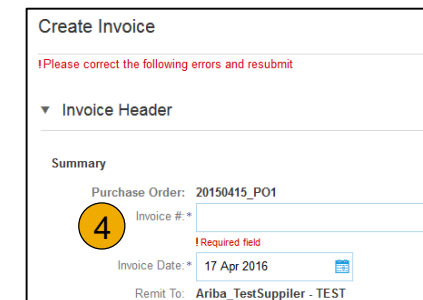 Create Invoice
!Please correct the following errors and resubmit
▼ Invoice Header
Summary
Purchase Order: 20150415_PO1
4
Invoice #:*
!Required field
Invoice Date:* 17 Apr 2016
Remit To: Ariba_TestSuppiler - TEST